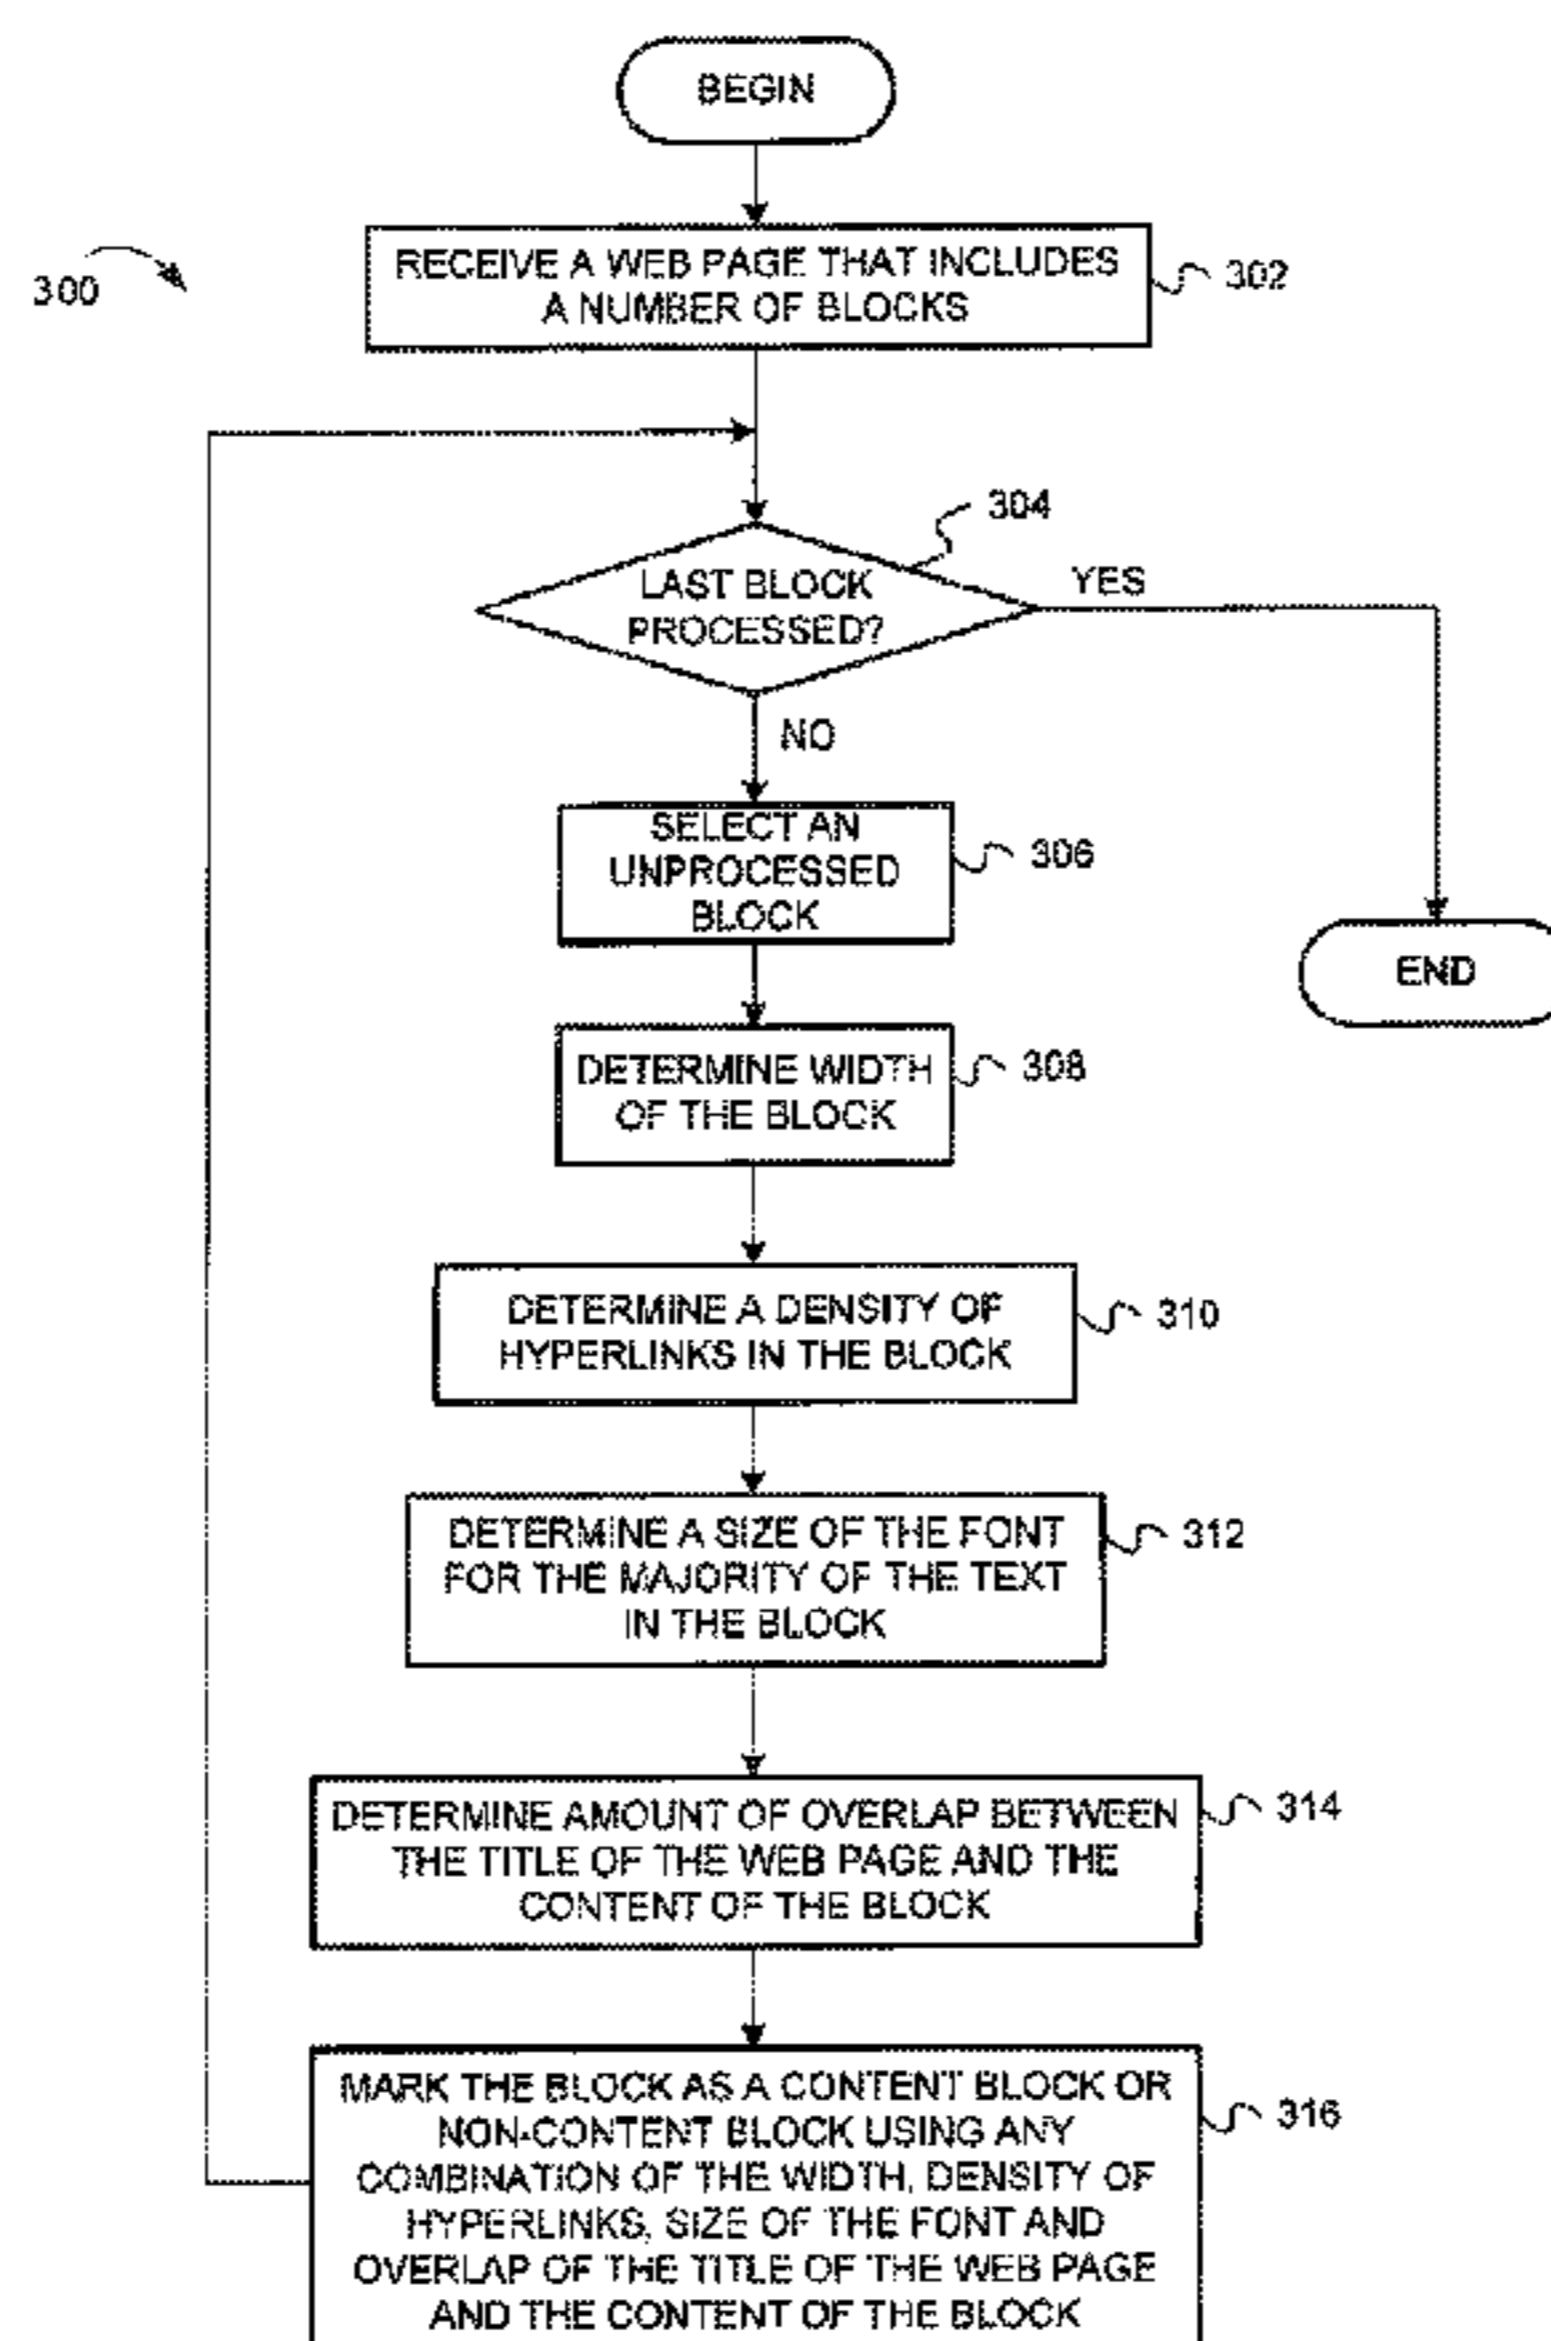 BEGIN
300
RECEIVE A WEB PAGE THAT INCLUDES
A NUMBER OF BLOCKS
302
304
LAST BLOCK
PROCESSED?
YES
NO
SELECT AN
UNPROCESSED
BLOCK
306
END
DETERMINE WIDTH
OF THE BLOCK
308
DETERMINE A DENSITY OF
HYPERLINKS IN THE BLOCK
310
DETERMINE A SIZE OF THE FONT
FOR THE MAJORITY OF THE TEXT
IN THE BLOCK
312
DETERMINE AMOUNT OF OVERLAP BETWEEN
THE TITLE OF THE WEB PAGE AND THE
CONTENT OF THE BLOCK
314
MARK THE BLOCK AS A CONTENT BLOCK OR
NON-CONTENT BLOCK USING ANY
COMBINATION OF THE WIDTH, DENSITY OF
HYPERLINKS, SIZE OF THE FONT AND
OVERLAP OF THE TITLE OF THE WEB PAGE
AND THE CONTENT OF THE BLOCK
316